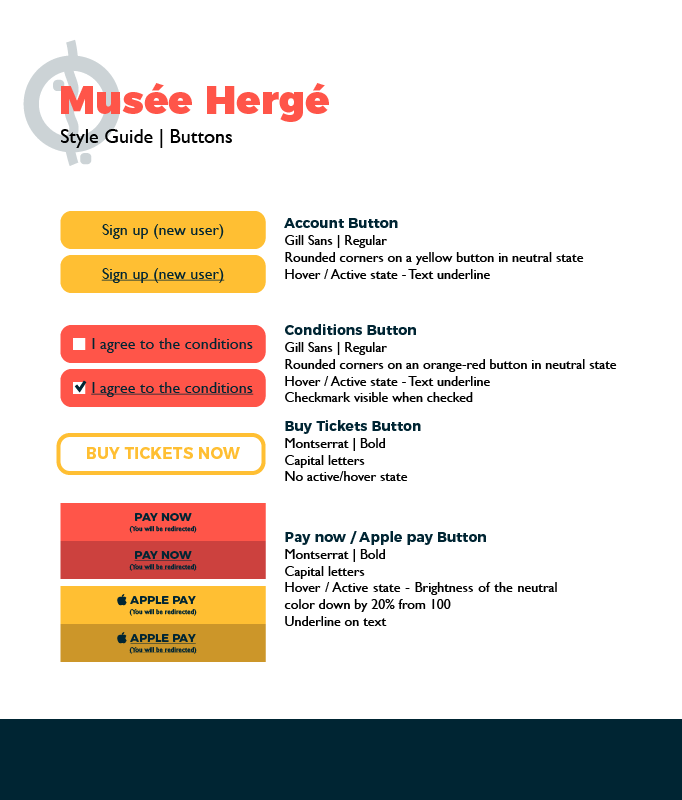 Musée Hergé
Style Guide | Buttons
Sign up (new user)
Sign up (new user)
Account Button
Gill Sans | Regular
Rounded corners on a yellow button in neutral state
Hover / Active state - Text underline
I agree to the conditions
I agree to the conditions
Conditions Button
Gill Sans | Regular
Rounded corners on an orange-red button in neutral state
Hover / Active state - Text underline
Checkmark visible when checked
BUY TICKETS NOW
Buy Tickets Button
Montserrat | Bold
Capital letters
No active/hover state
PAY NOW
(You will be redirected)
PAY NOW
(You will be redirected)
APPLE PAY
(You will be redirected)
APPLE PAY
(You will be redirected)
Pay now / Apple pay Button
Montserrat | Bold
Capital letters
Hover / Active state - Brightness of the neutral
color down by 20% from 100
Underline on text